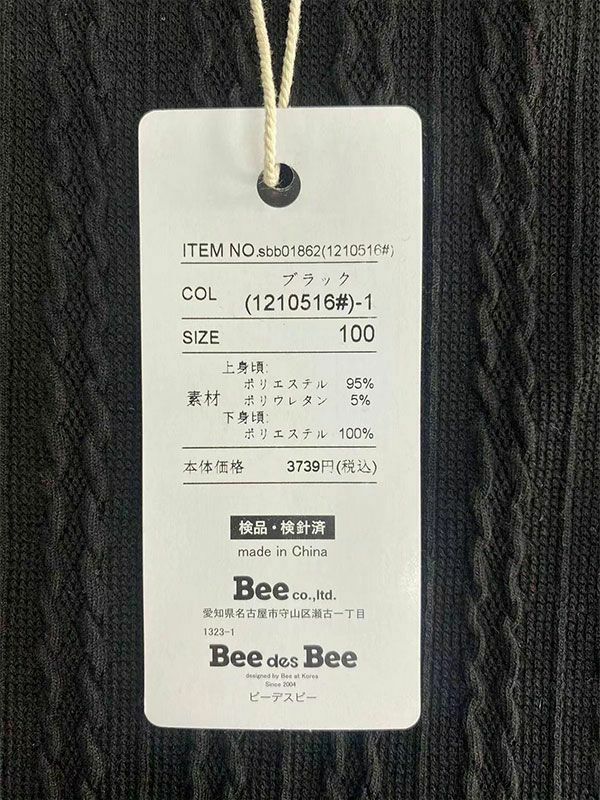 ITEM NO.sbb01862(1210516#)
ブラック
COL (1210516#)-1
SIZE 100
上身頃:
ポリエステル 95%
素材 ポリウレタン 5%
下身頃:
ポリエステル 100%
本体価格 3739円(税込)
検品・検針済
made in China
Bee co.,ltd.
愛知県名古屋市守山区瀬古一丁目
1323-1
Bee des Bee
designed by Bee at Korea
Since 2004
ビーデスビー